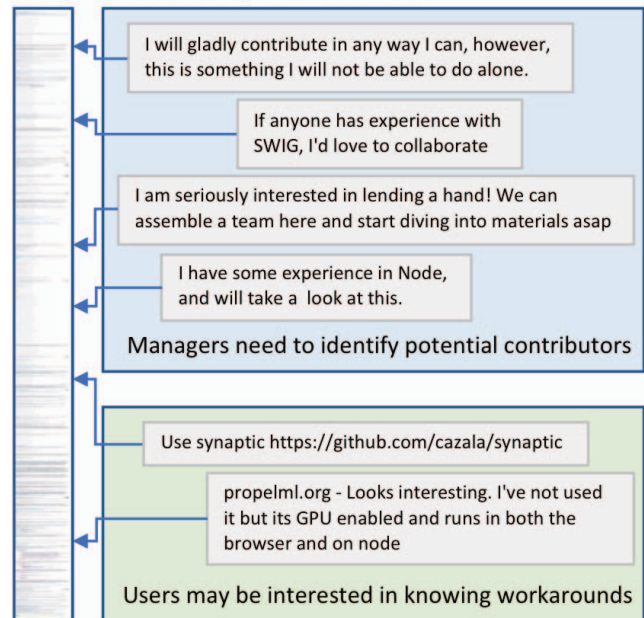 I will gladly contribute in any way I can, however,
this is something I will not be able to do alone.
If anyone has experience with
SWIG, I'd love to collaborate
I am seriously interested in lending a hand! We can
assemble a team here and start diving into materials asap
I have some experience in Node,
and will take a look at this.
Managers need to identify potential contributors
Use synaptic https://github.com/cazala/synaptic
propelml.org - Looks interesting. I've not used
it but its GPU enabled and runs in both the
browser and on node
Users may be interested in knowing workarounds